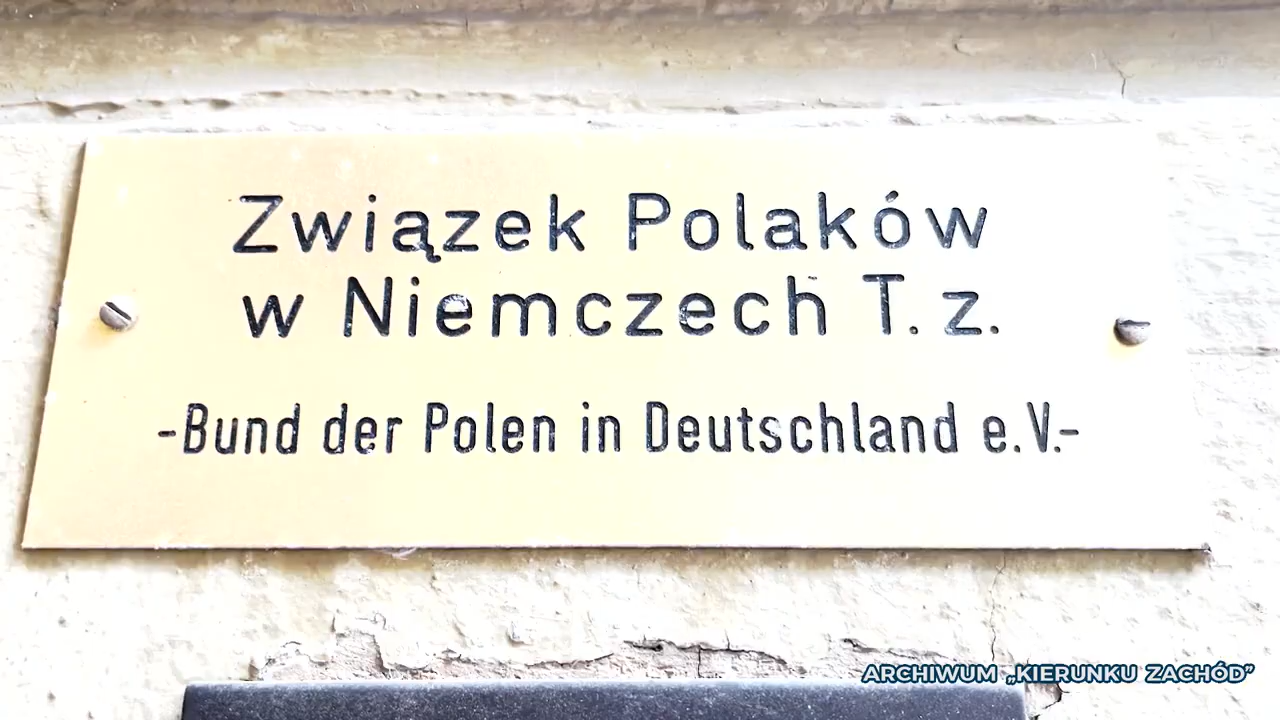 Związek Polaków
w Niemczech T. z.
-Bund der Polen in Deutschland e.V.-
ARCHIWUM „KIERUNKU ZACHÓD”